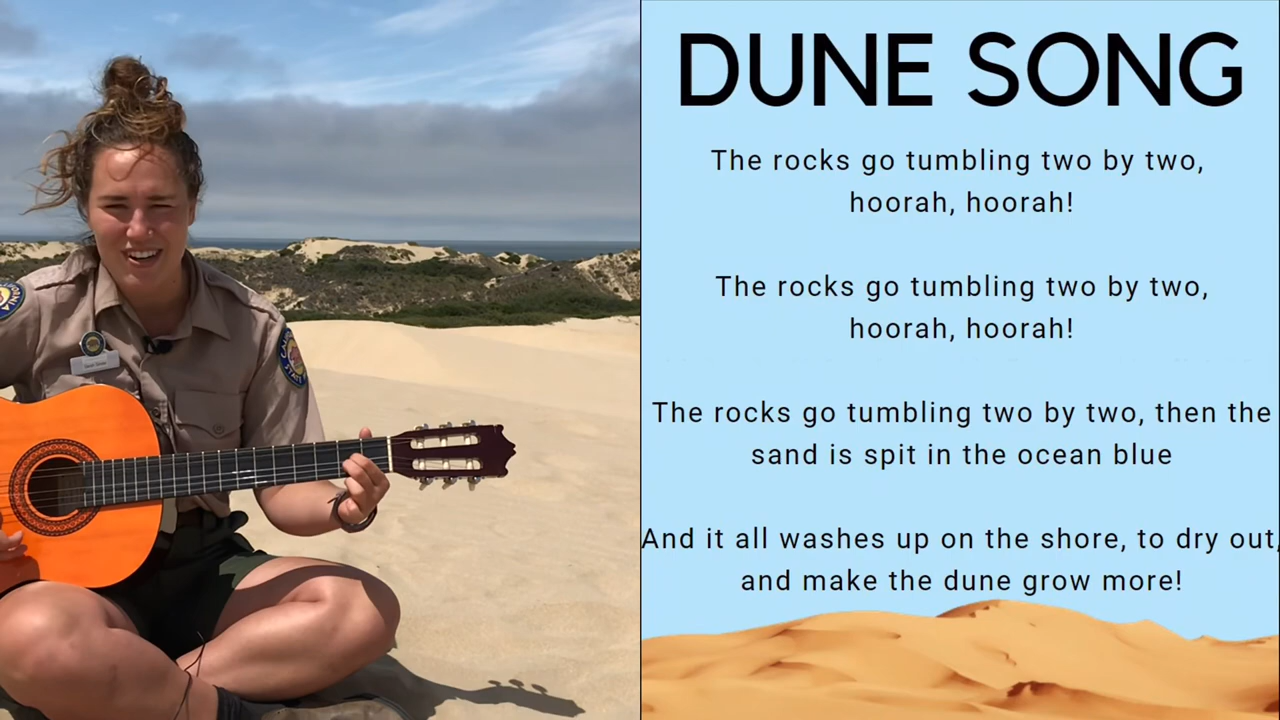 DUNE SONG
The rocks go tumbling two by two,
hoorah, hoorah!
The rocks go tumbling two by two,
hoorah, hoorah!
The rocks go tumbling two by two, then the
sand is spit in the ocean blue
And it all washes up on the shore, to dry out,
and make the dune grow more!